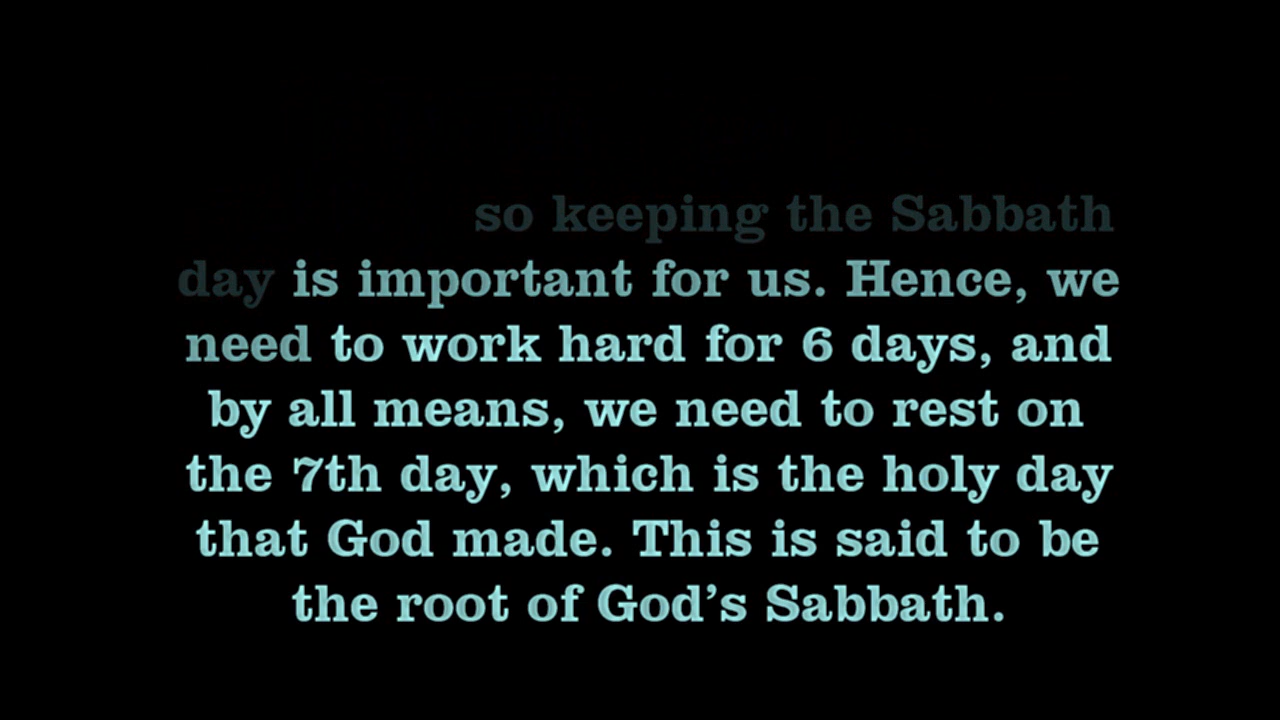 so keeping the Sabbath
day is important for us. Hence, we
need to work hard for 6 days, and
by all means, we need to rest on
the 7th day, which is the holy day
that God made. This is said to be
the root of God’s Sabbath.